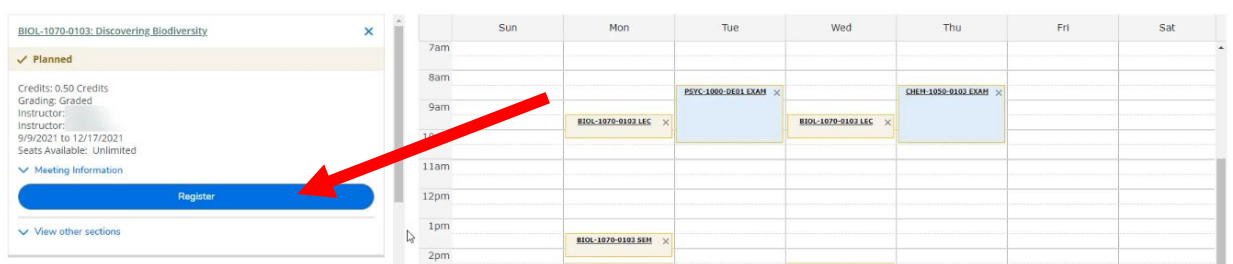 BIOL-1070-0103: Discovering Biodiversity
Planned
Credits: 0.50 Credits
Grading: Graded
Instructor:
Instructor:
9/9/2021 to 12/17/2021
Seats Available: Unlimited
Meeting Information
Register
View other sections
Sun Mon Tue Wed Thu Fri Sat
7am
8am
PSYC-1000-DE01 EXAM CHEM-1050-0103 EXAM
9am
BIOL-1070-0103 LEC BIOL-1070-0103 LEC
11am
12pm
1pm
BIOL-1070-0103 SEM
2pm